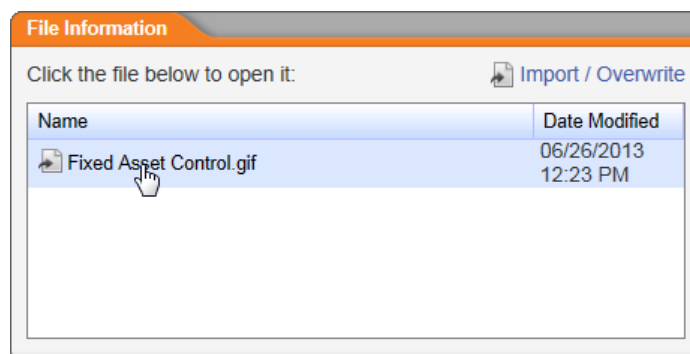 File Information
Click the file below to open it:
Import / Overwrite
Name
Date Modified
Fixed Asset Control.gif
06/26/2013
12:23 PM